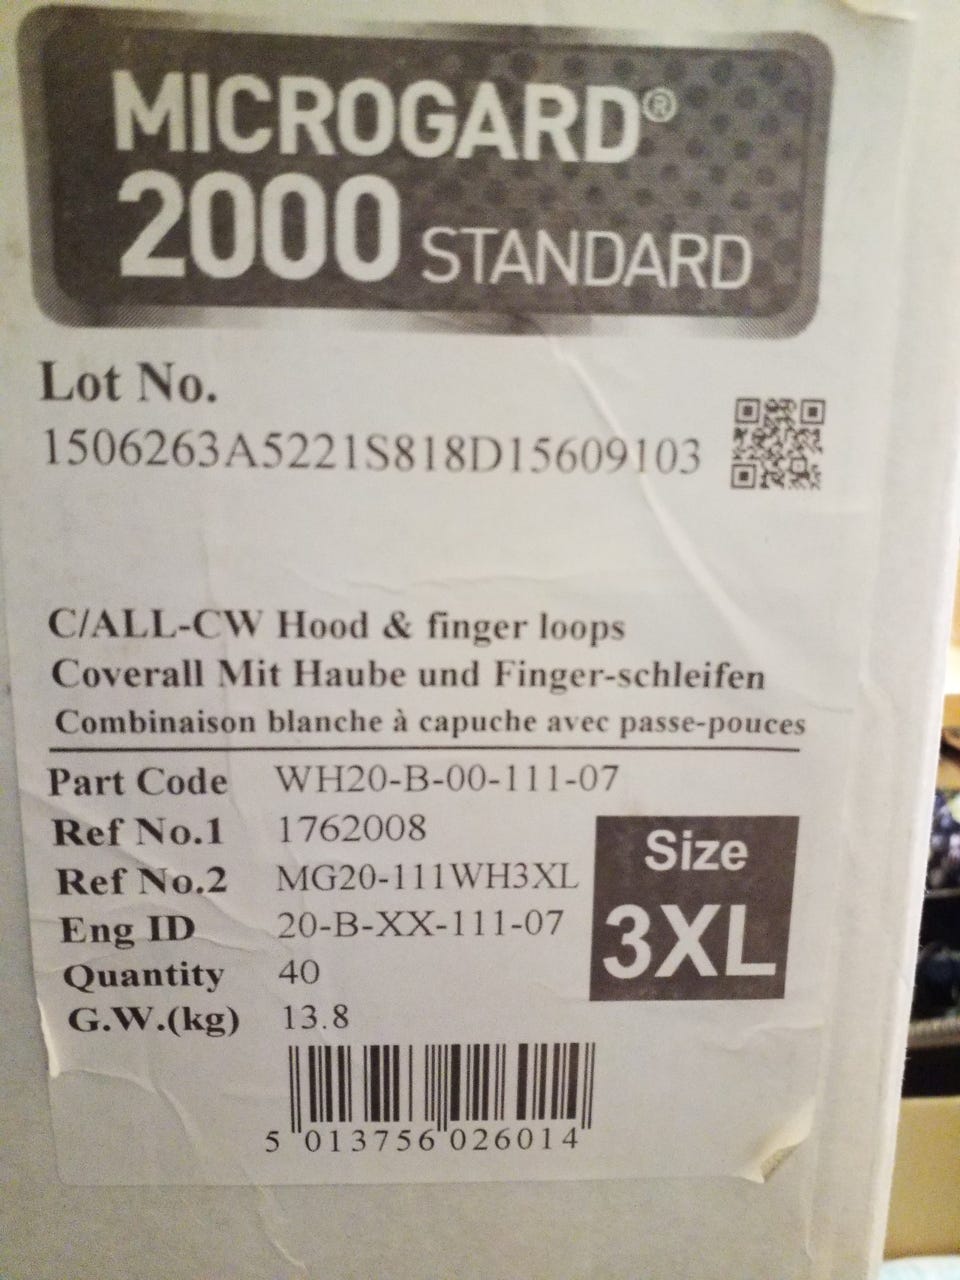 MICROGARD®
2000 STANDARD
Lot No.
1506263A5221S818D15609103
C/ALL-CW Hood & finger loops
Coverall Mit Haube und Finger-schleifen
Combinaison blanche à capuche avec passe-pouces
Part Code WH20-B-00-111-07
Ref No.1 1762008
Ref No.2 MG20-111WH3XL
Eng ID 20-B-XX-111-07
Quantity 40
G.W.(kg) 13.8
Size
3XL
5 013756 026014